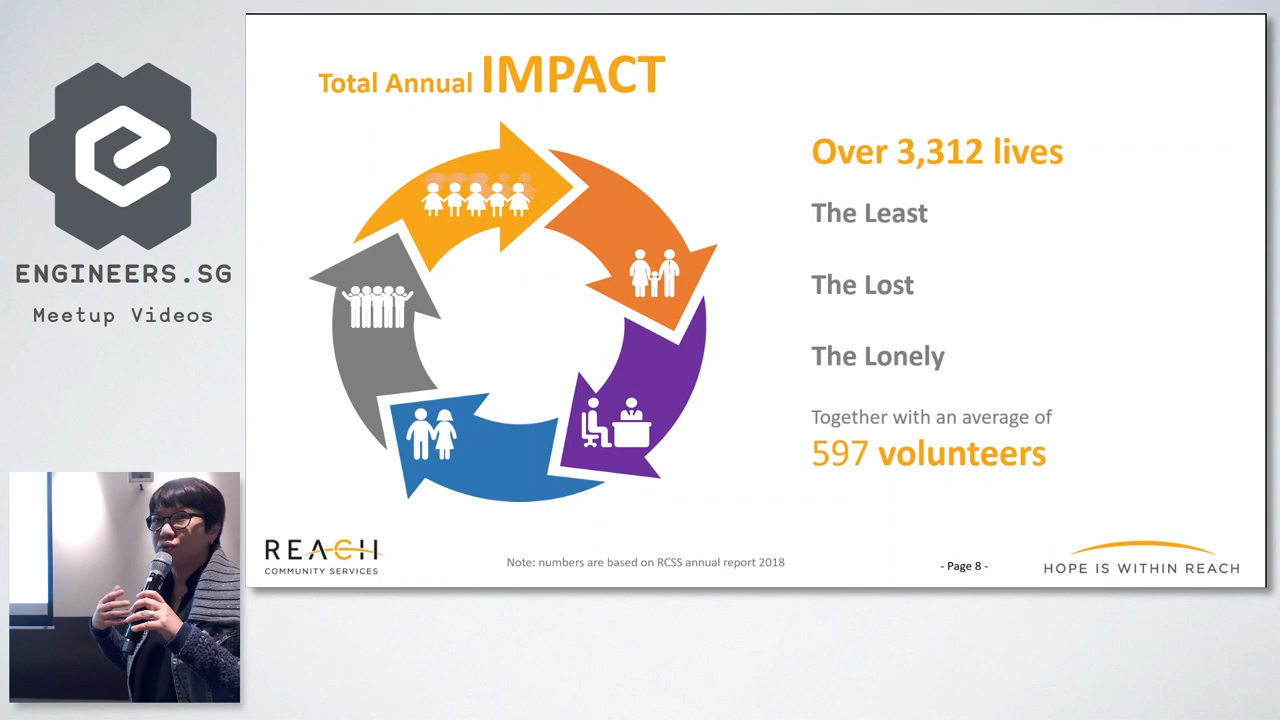 ENGINEERS.SG
Meetup Videos
Total Annual IMPACT
Over 3,312 lives
The Least
The Lost
The Lonely
Together with an average of
597 volunteers
REACH
COMMUNITY SERVICES
Note: numbers are based on RCSS annual report 2018
- Page 8 -
HOPE IS WITHIN REACH